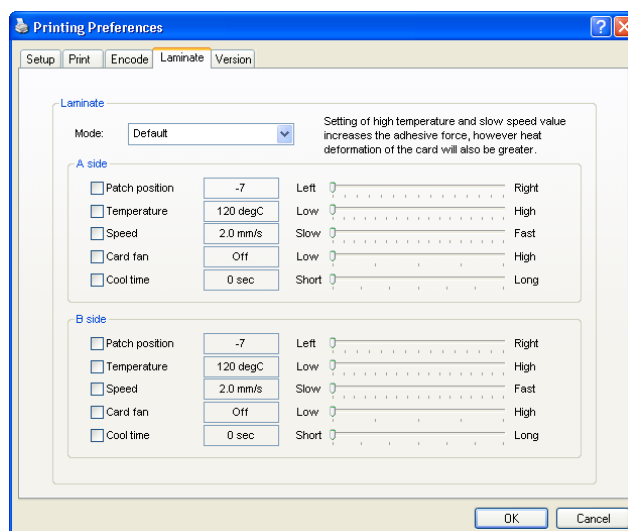 Printing Preferences
Setup Print Encode Laminate Version
Laminate
Mode: Default
Setting of high temperature and slow speed value
increases the adhesive force, however heat
deformation of the card will also be greater.
A side
Patch position -7 Left Right
Temperature 120 degC Low High
Speed 2.0 mm/s Slow Fast
Card fan Off Low High
Cool time 0 sec Short Long
B side
Patch position -7 Left Right
Temperature 120 degC Low High
Speed 2.0 mm/s Slow Fast
Card fan Off Low High
Cool time 0 sec Short Long
OK Cancel